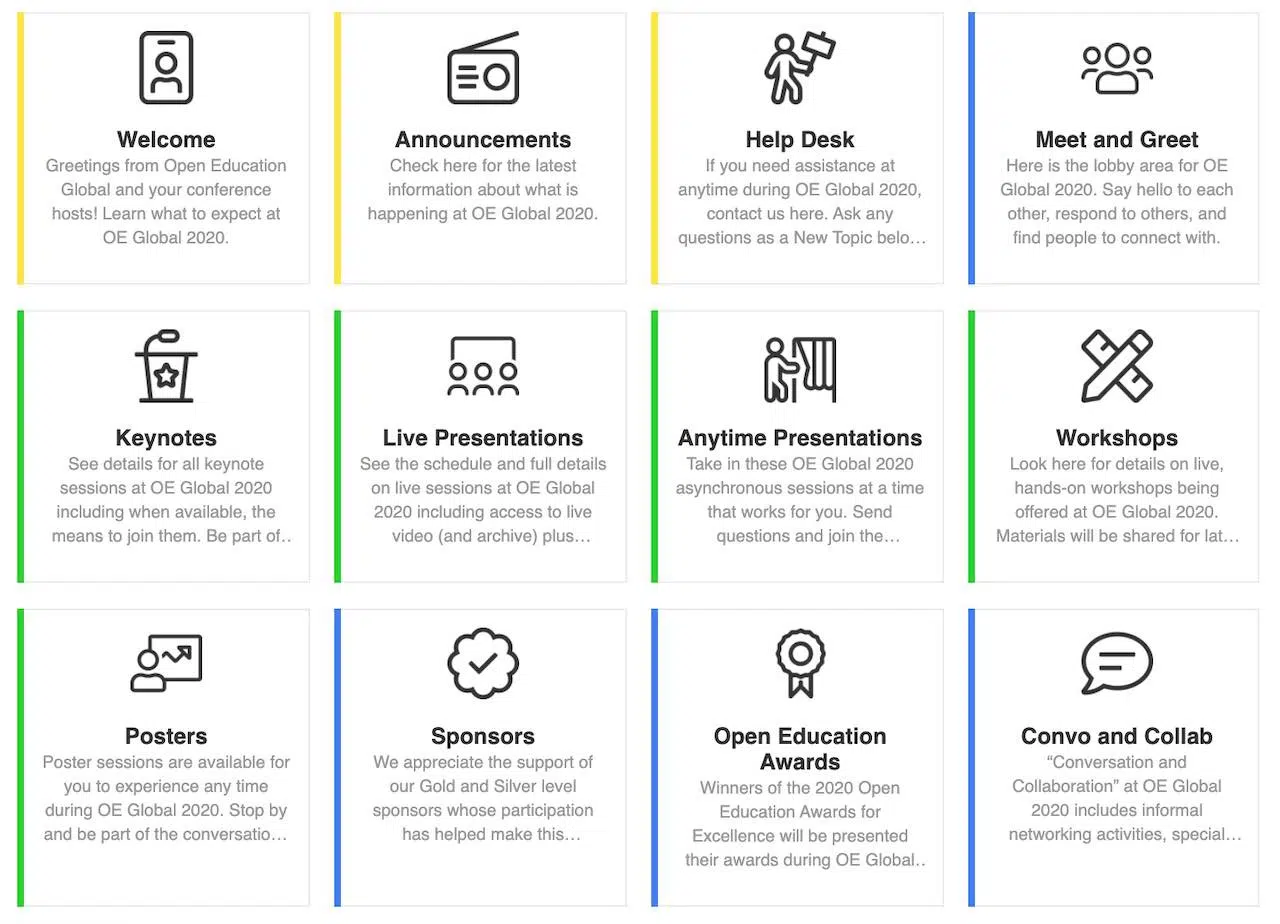 Welcome
Greetings from Open Education
Global and your conference
hosts! Learn what to expect at
OE Global 2020.
Announcements
Check here for the latest
information about what is
happening at OE Global 2020.
Help Desk
If you need assistance at
anytime during OE Global 2020,
contact us here. Ask any
questions as a New Topic belo…
Meet and Greet
Here is the lobby area for OE
Global 2020. Say hello to each
other, respond to others, and
find people to connect with.
Keynotes
See details for all keynote
sessions at OE Global 2020
including when available, the
means to join them. Be part of..
Live Presentations
See the schedule and full details
on live sessions at OE Global
2020 including access to live
video (and archive) plus…
Anytime Presentations
Take in these OE Global 2020
asynchronous sessions at a time
that works for you. Send
questions and join the…
Workshops
Look here for details on live,
hands-on workshops being
offered at OE Global 2020.
Materials will be shared for lat…
Posters
Poster sessions are available for
you to experience any time
during OE Global 2020. Stop by
and be part of the conversatio…
Sponsors
We appreciate the support of
our Gold and Silver level
sponsors whose participation
has helped make this…
Open Education
Awards
Winners of the 2020 Open
Education Awards for
Excellence will be presented
their awards during OE Global..
Convo and Collab
“Conversation and
Collaboration” at OE Global
2020 includes informal
networking activities, special…